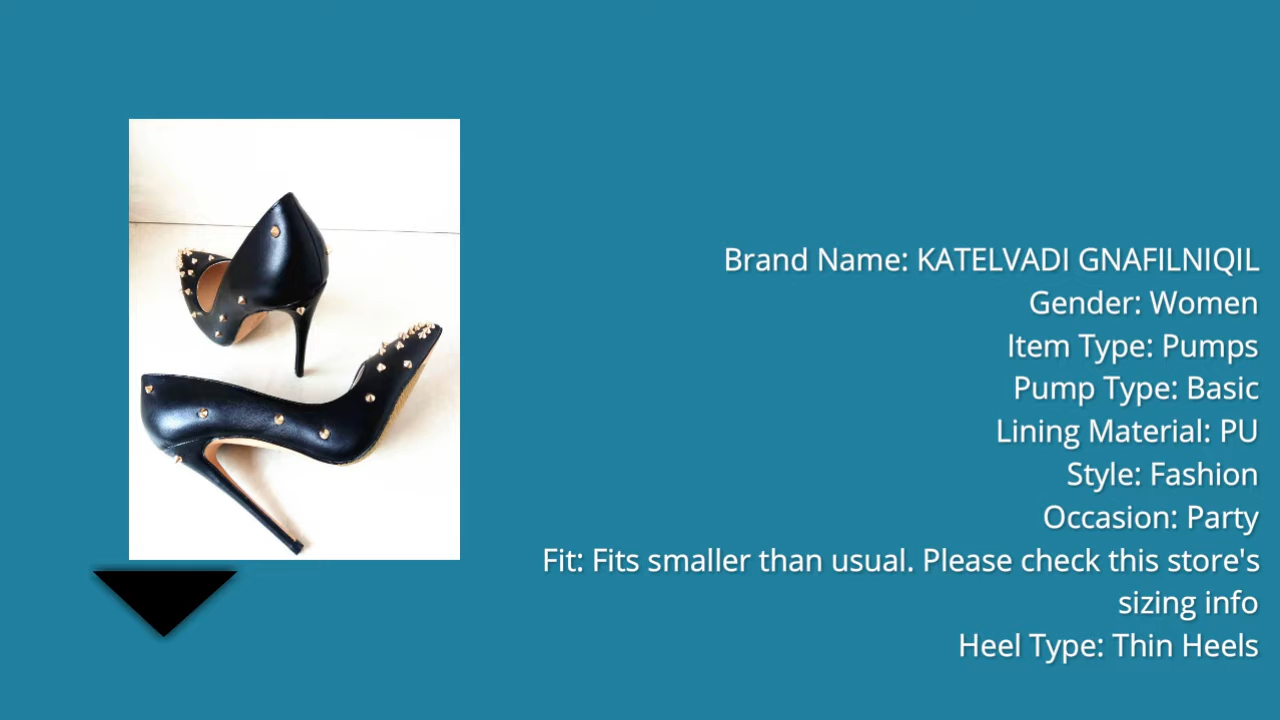 Brand Name: KATELVADI GNAFILNIQIL
Gender: Women
Item Type: Pumps
Pump Type: Basic
Lining Material: PU
Style: Fashion
Occasion: Party
Fit: Fits smaller than usual. Please check this store's
sizing info
Heel Type: Thin Heels